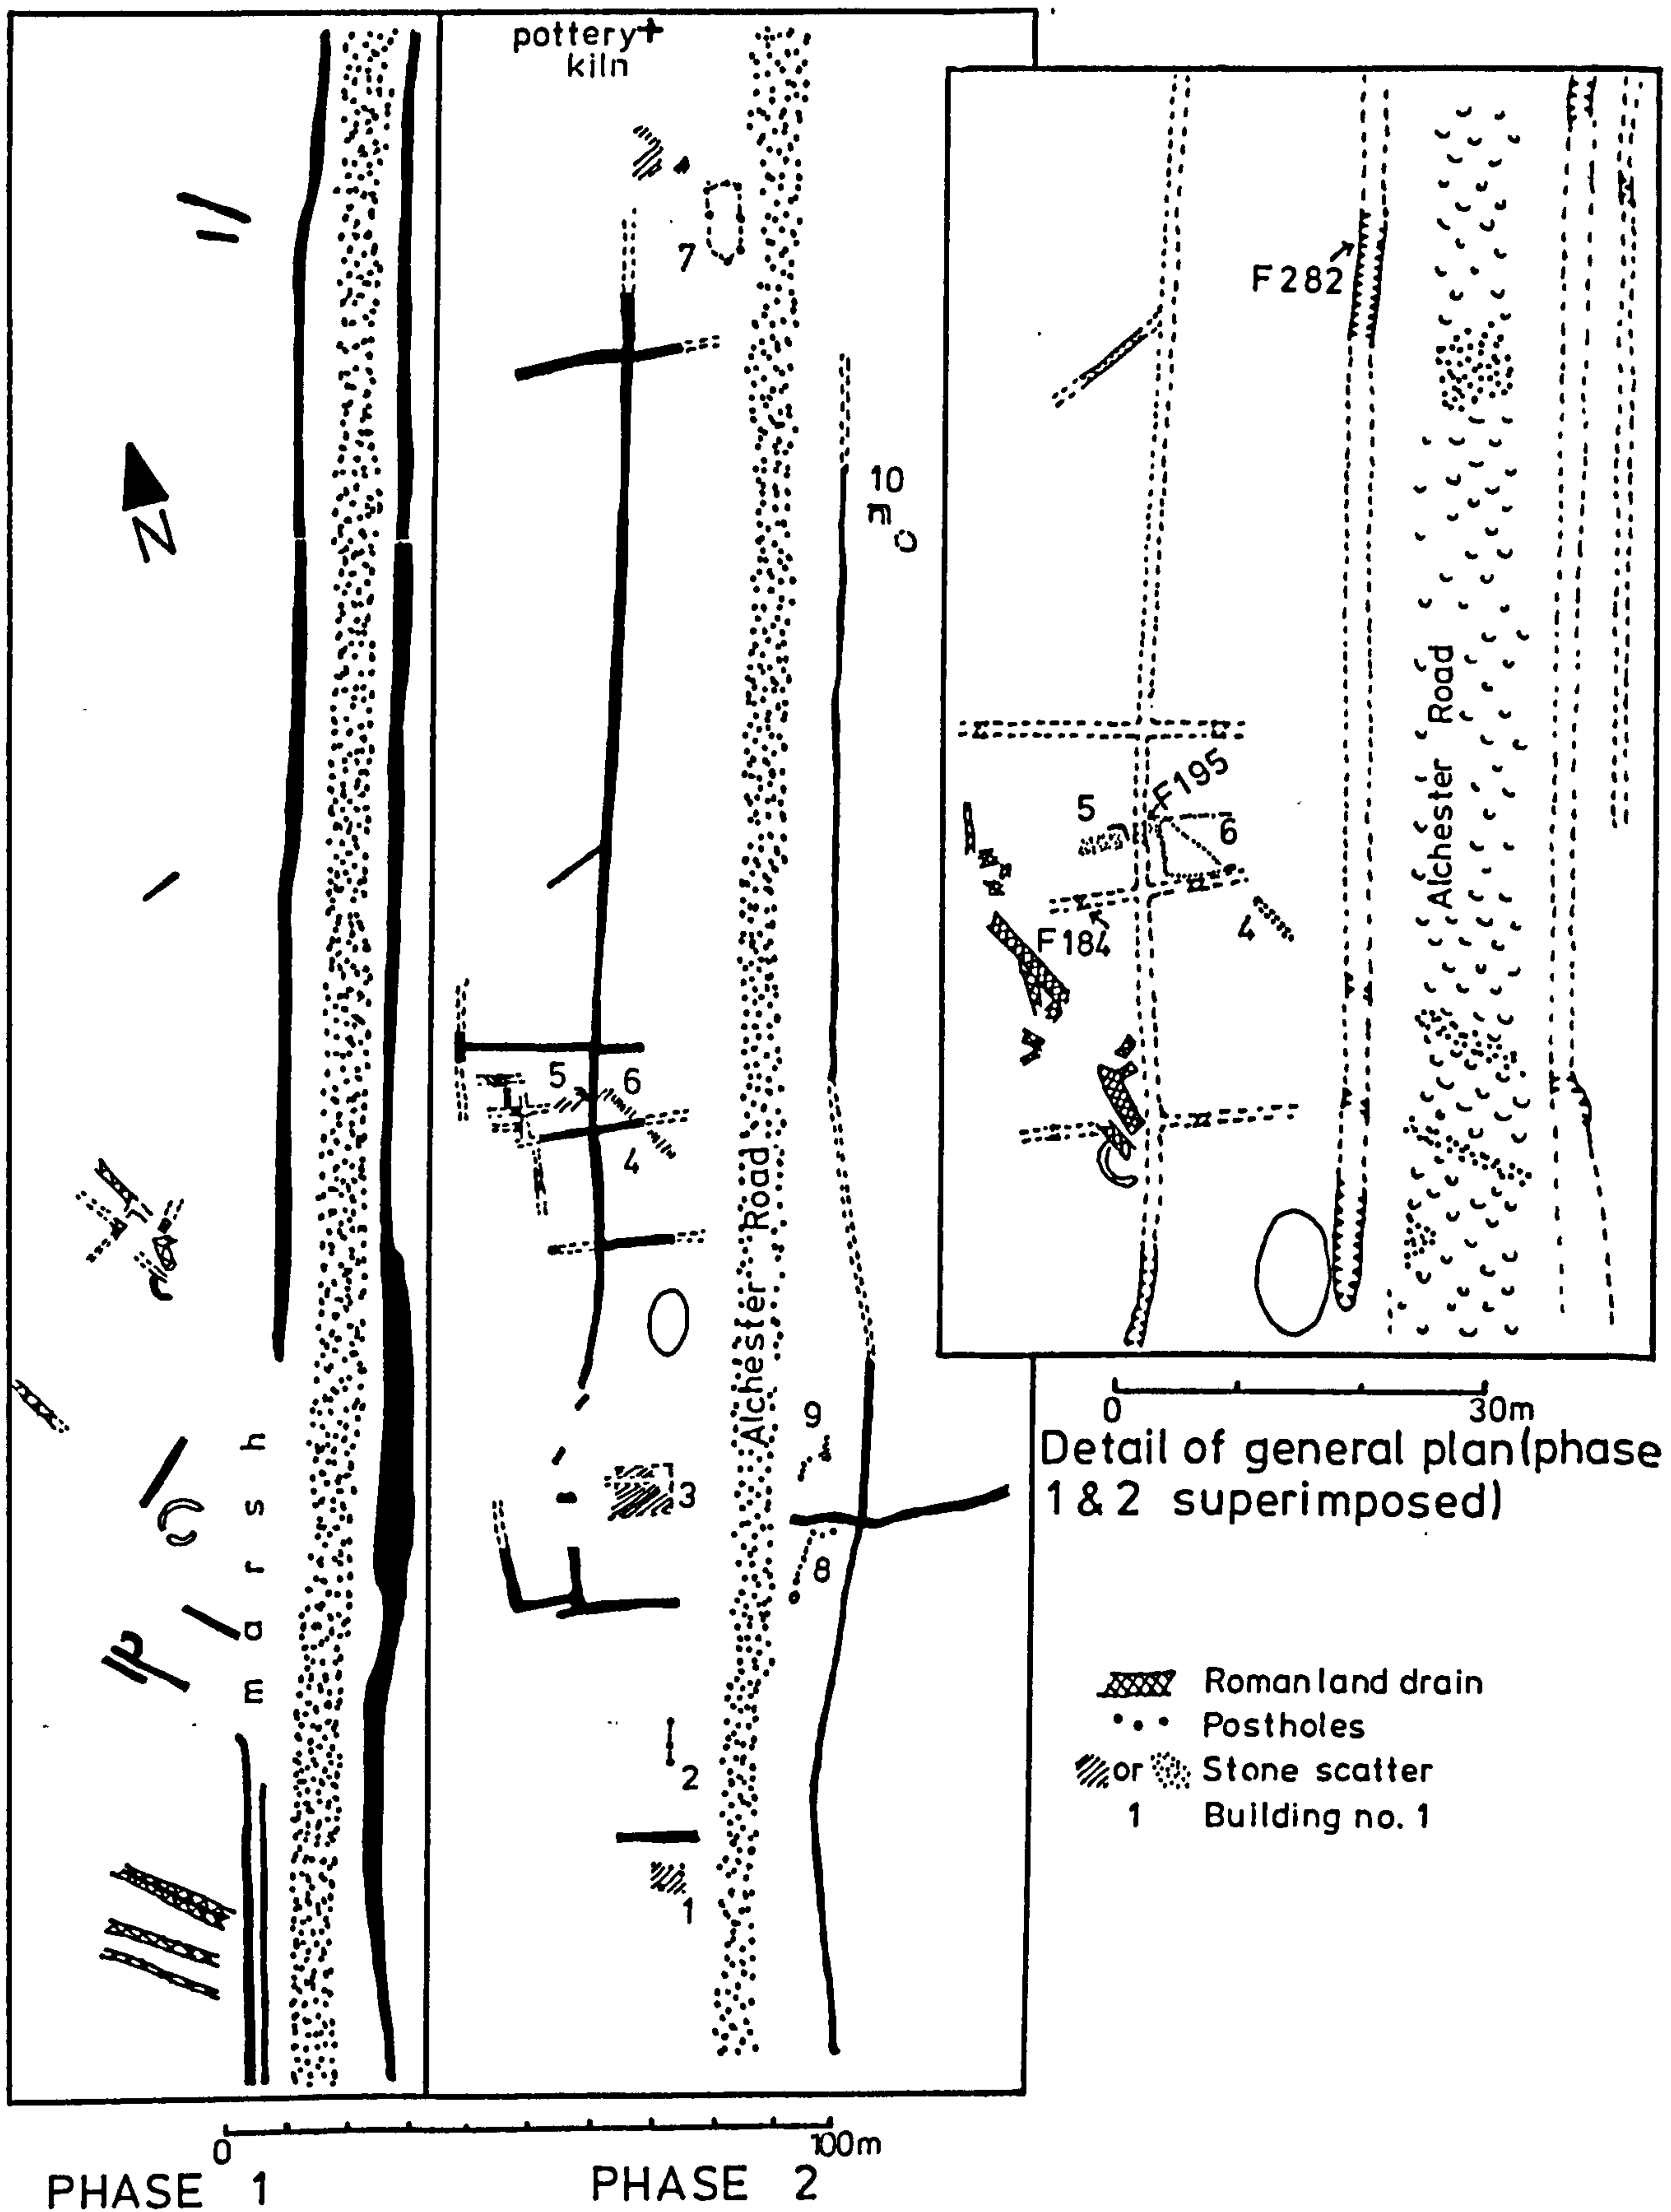 pottery+
kiln
7
N
10
5
6
4
Alchester Road
marsh
9
3
8
2
1
0
100m
PHASE 1
PHASE 2
F282
Alchester Road
F195
5
6
F184
4
0
30m
Detail of general plan(phase
1&2 superimposed)
Roman land drain
Postholes
or Stone scatter
1 Building no. 1